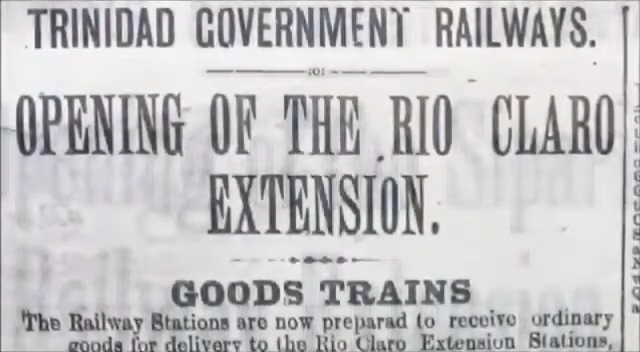 TRINIDAD GOVERNMENT RAILWAYS.
OPENING OF THE RIO CLARO
EXTENSION.
GOODS TRAINS
The Railway Stations are now preparad to receive ordinary
goods for delivery to the Rio Claro Extension Stations,